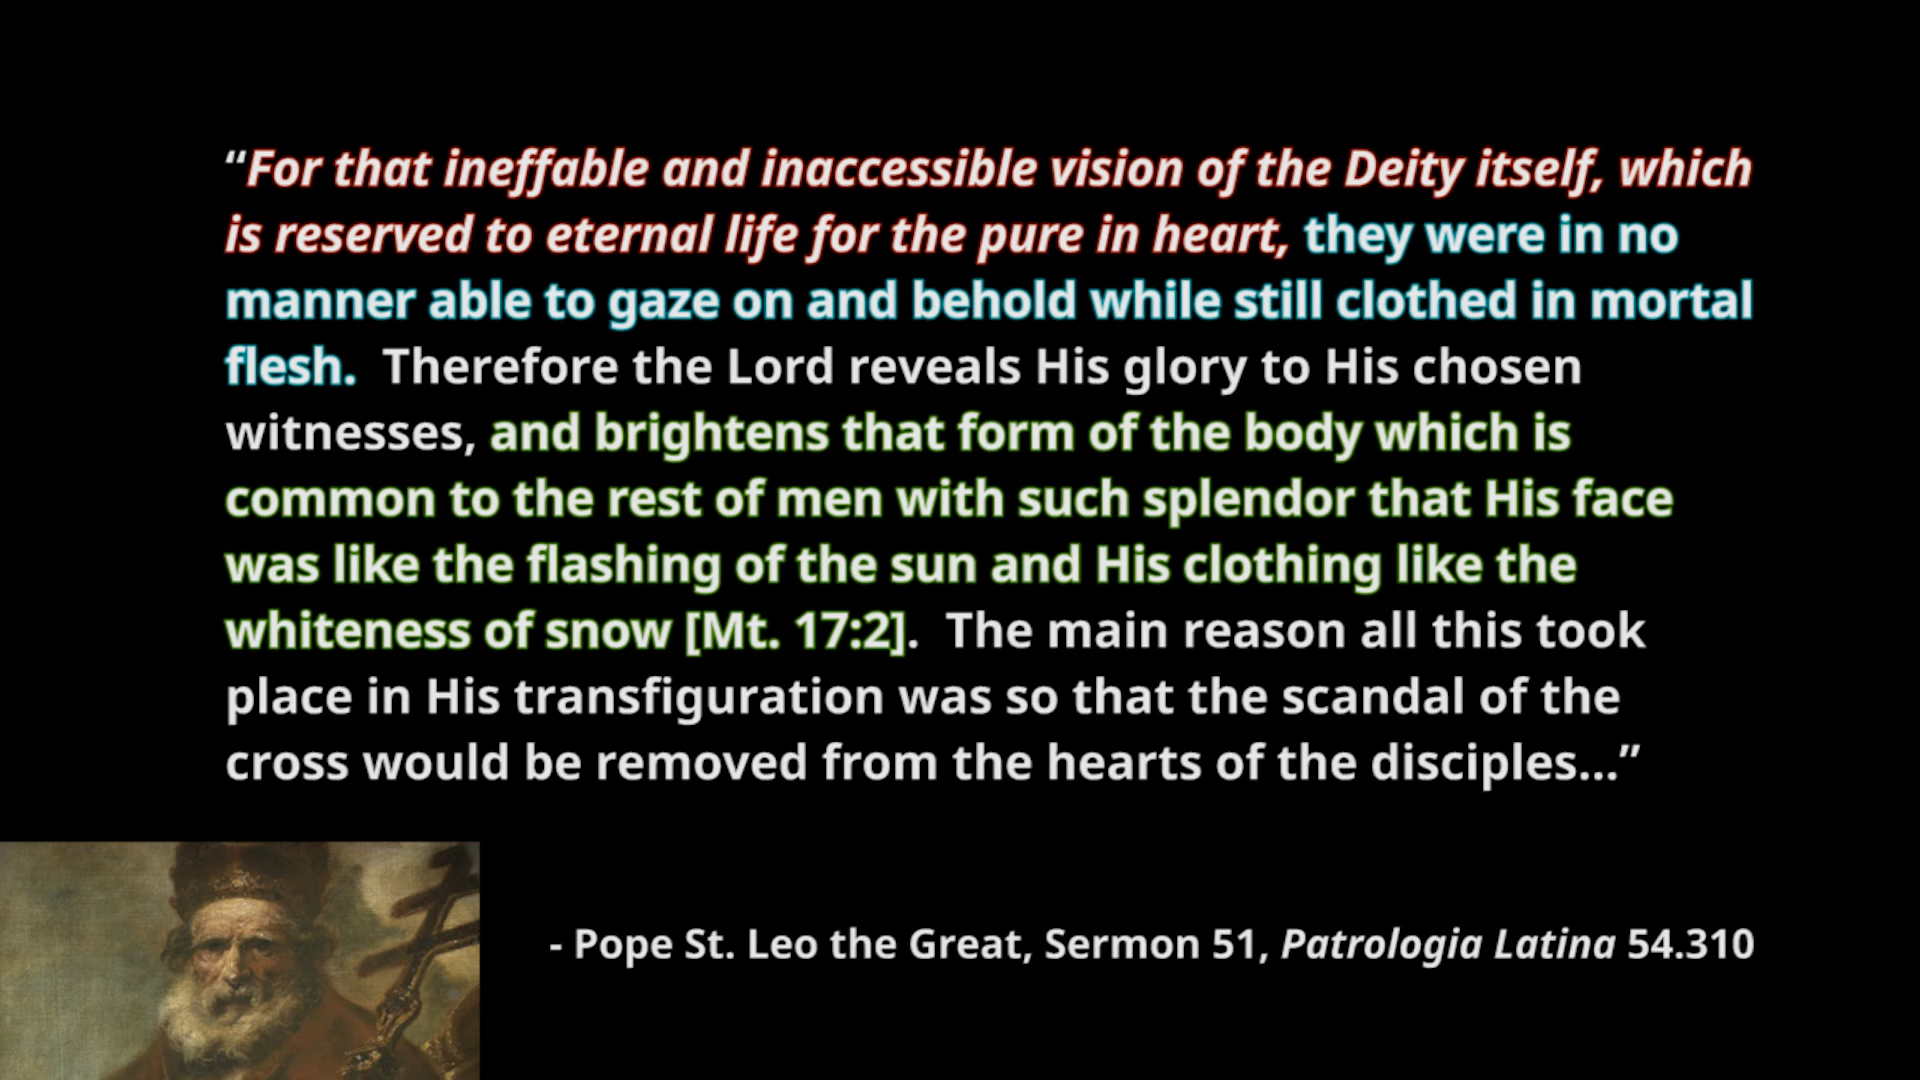 “For that ineffable and inaccessible vision of the Deity itself, which
is reserved to eternal life for the pure in heart, they were in no
manner able to gaze on and behold while still clothed in mortal
flesh.  Therefore the Lord reveals His glory to His chosen
witnesses, and brightens that form of the body which is
common to the rest of men with such splendor that His face
was like the flashing of the sun and His clothing like the
whiteness of snow [Mt. 17:2].  The main reason all this took
place in His transfiguration was so that the scandal of the
cross would be removed from the hearts of the disciples...”
- Pope St. Leo the Great, Sermon 51, Patrologia Latina 54.310